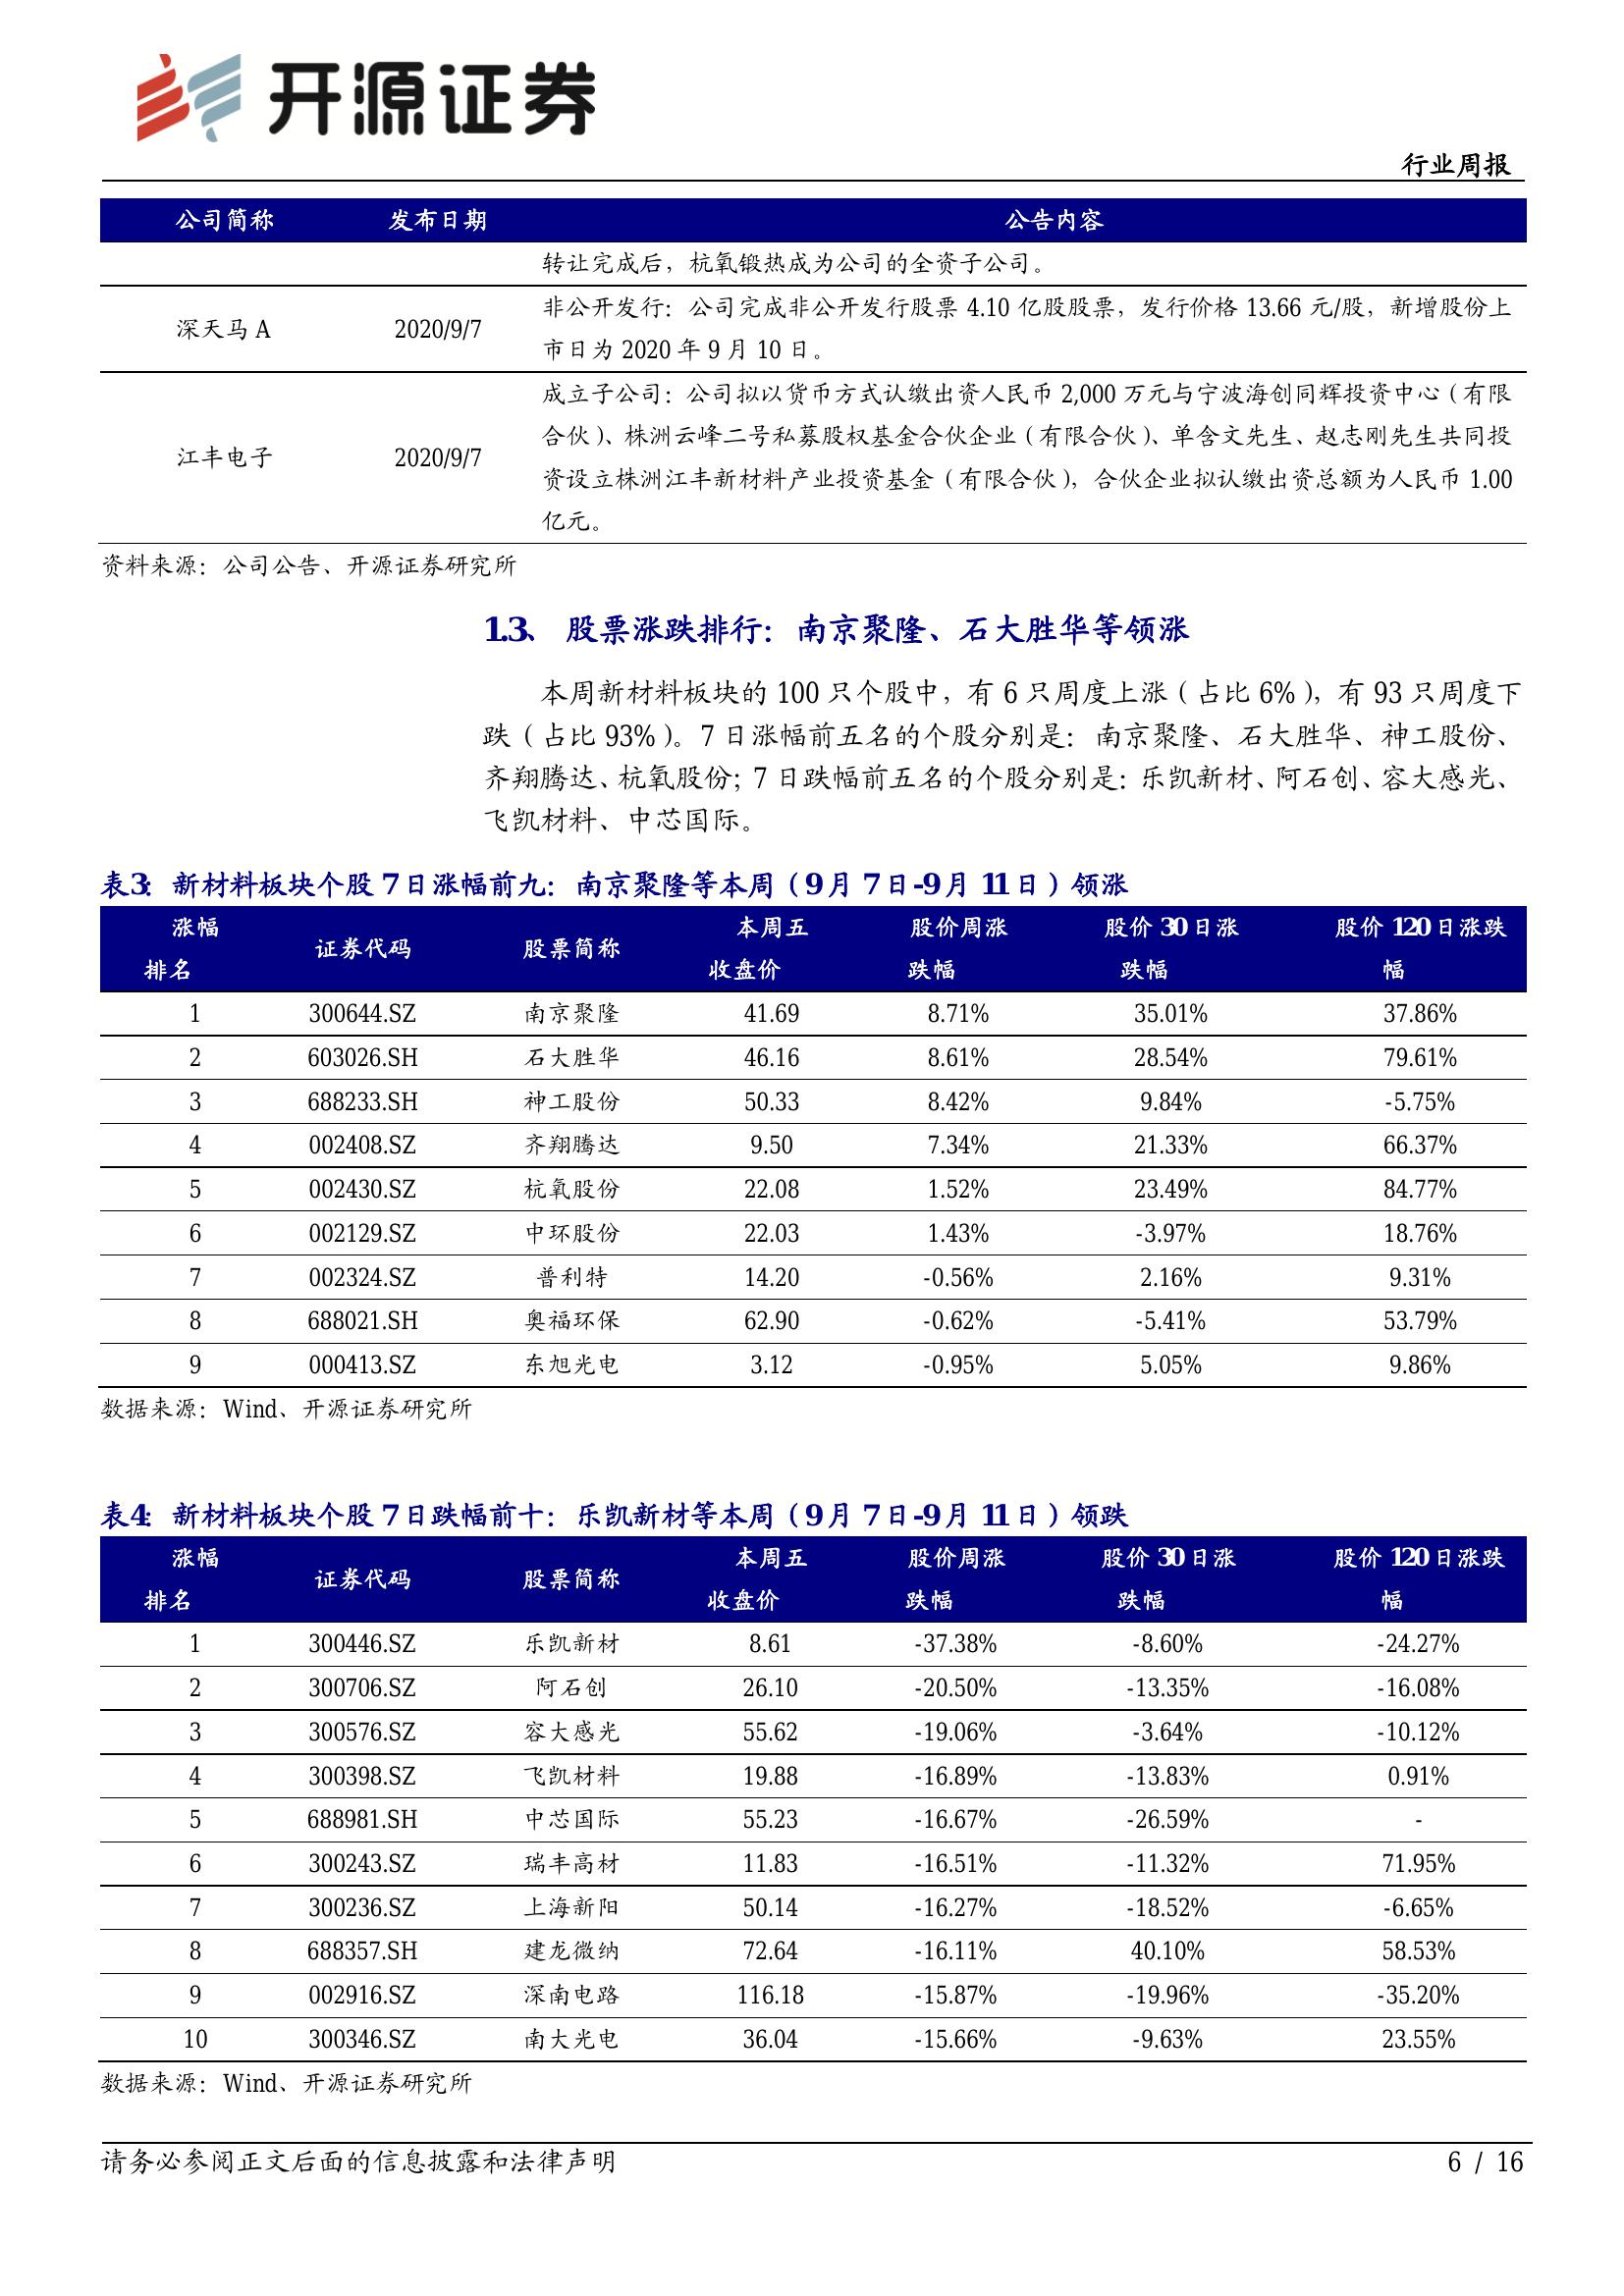 开源证券
行业周报
公司简称 发布日期 公告内容
转让完成后，杭氧锻热成为公司的全资子公司。
深天马 A 2020/9/7 非公开发行：公司完成非公开发行股票 4.10 亿股股票，发行价格 13.66 元/股，新增股份上
市日为 2020 年 9 月 10 日。
江丰电子 2020/9/7 成立子公司：公司拟以货币方式认缴出资人民币 2,000 万元与宁波海创同辉投资中心（有限
合伙）、株洲云峰二号私募股权基金合伙企业（有限合伙）、单含文先生、赵志刚先生共同投
资设立株洲江丰新材料产业投资基金（有限合伙），合伙企业拟认缴出资总额为人民币 1.00
亿元。
资料来源：公司公告、开源证券研究所
1.3、 股票涨跌排行：南京聚隆、石大胜华等领涨
本周新材料板块的 100 只个股中，有 6 只周度上涨（占比 6%），有 93 只周度下
跌（占比 93%）。7 日涨幅前五名的个股分别是：南京聚隆、石大胜华、神工股份、
齐翔腾达、杭氧股份；7 日跌幅前五名的个股分别是：乐凯新材、阿石创、容大感光、
飞凯材料、中芯国际。
表3： 新材料板块个股 7 日涨幅前九：南京聚隆等本周（9 月 7 日-9 月 11 日）领涨
涨幅 本周五 股价周涨 股价 30 日涨 股价 120 日涨跌
证券代码 股票简称
排名 收盘价 跌幅 跌幅 幅
1 300644.SZ 南京聚隆 41.69 8.71% 35.01% 37.86%
2 603026.SH 石大胜华 46.16 8.61% 28.54% 79.61%
3 688233.SH 神工股份 50.33 8.42% 9.84% -5.75%
4 002408.SZ 齐翔腾达 9.50 7.34% 21.33% 66.37%
5 002430.SZ 杭氧股份 22.08 1.52% 23.49% 84.77%
6 002129.SZ 中环股份 22.03 1.43% -3.97% 18.76%
7 002324.SZ 普利特 14.20 -0.56% 2.16% 9.31%
8 688021.SH 奥福环保 62.90 -0.62% -5.41% 53.79%
9 000413.SZ 东旭光电 3.12 -0.95% 5.05% 9.86%
数据来源：Wind、开源证券研究所
表4： 新材料板块个股 7 日跌幅前十：乐凯新材等本周（9 月 7 日-9 月 11 日）领跌
涨幅 本周五 股价周涨 股价 30 日涨 股价 120 日涨跌
证券代码 股票简称
排名 收盘价 跌幅 跌幅 幅
1 300446.SZ 乐凯新材 8.61 -37.38% -8.60% -24.27%
2 300706.SZ 阿石创 26.10 -20.50% -13.35% -16.08%
3 300576.SZ 容大感光 55.62 -19.06% -3.64% -10.12%
4 300398.SZ 飞凯材料 19.88 -16.89% -13.83% 0.91%
5 688981.SH 中芯国际 55.23 -16.67% -26.59% -
6 300243.SZ 瑞丰高材 11.83 -16.51% -11.32% 71.95%
7 300236.SZ 上海新阳 50.14 -16.27% -18.52% -6.65%
8 688357.SH 建龙微纳 72.64 -16.11% 40.10% 58.53%
9 002916.SZ 深南电路 116.18 -15.87% -19.96% -35.20%
10 300346.SZ 南大光电 36.04 -15.66% -9.63% 23.55%
数据来源：Wind、开源证券研究所
请务必参阅正文后面的信息披露和法律声明 6 / 16